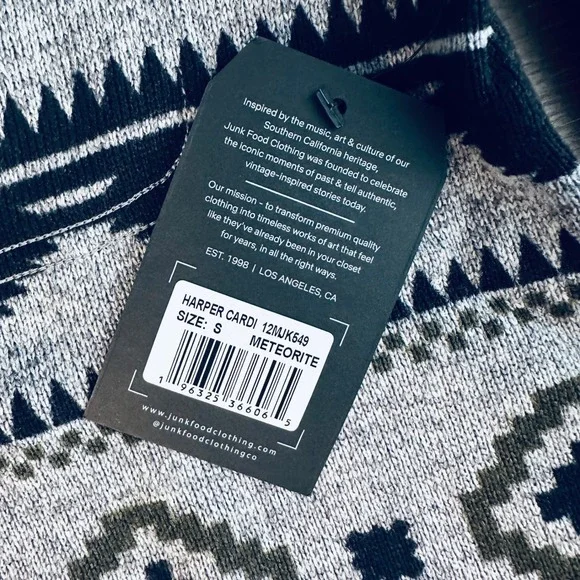 Inspired by the music, art & culture of our
Southern California heritage,
Junk Food Clothing was founded to celebrate
the iconic moments of past & tell authentic,
vintage-inspired stories today.
Our mission - to transform premium quality
clothing into timeless works of art that feel
like they've already been in your closet
for years, in all the right ways.
EST. 1998 | LOS ANGELES, CA
HARPER CARDI 12MJK549
SIZE: S METEORITE
1 96325 36606 5
www.junkfoodclothing.com
@junkfoodclothingco